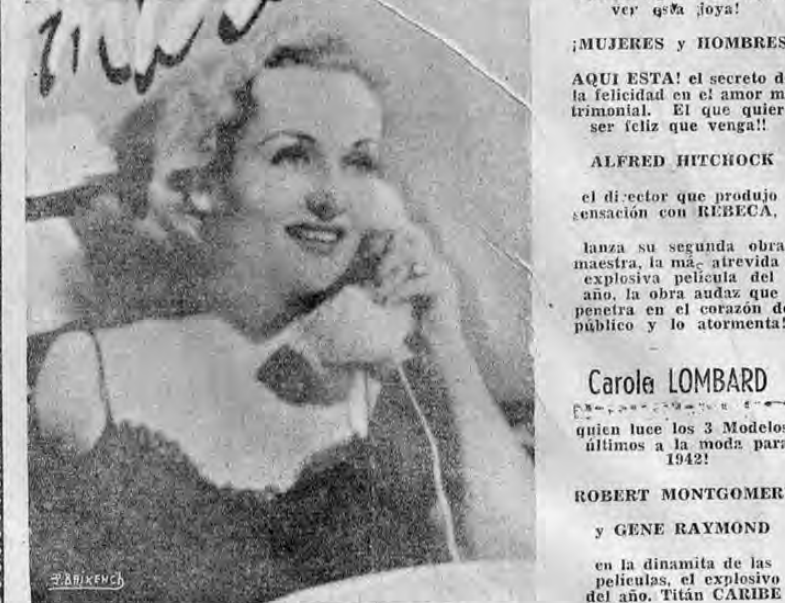 ver esta joya!
¡MUJERES y HOMBRES
AQUI ESTA! el secreto d
la felicidad en el amor m
trimonial. El que quier
ser feliz que venga!!
ALFRED HITCHOCK
el director que produjo
sensación con REBECA,
lanza su segunda obra
maestra, la más atrevida
explosiva película del
año, la obra audaz que
penetra en el corazón de
público y lo atormenta!
Carole LOMBARD
quien luce los 3 Modelos
últimos a la moda para
1942!
ROBERT MONTGOMER
y GENE RAYMOND
en la dinamita de las
películas, el explosivo
del año. Titán CARIBE
P. BAIXENCH